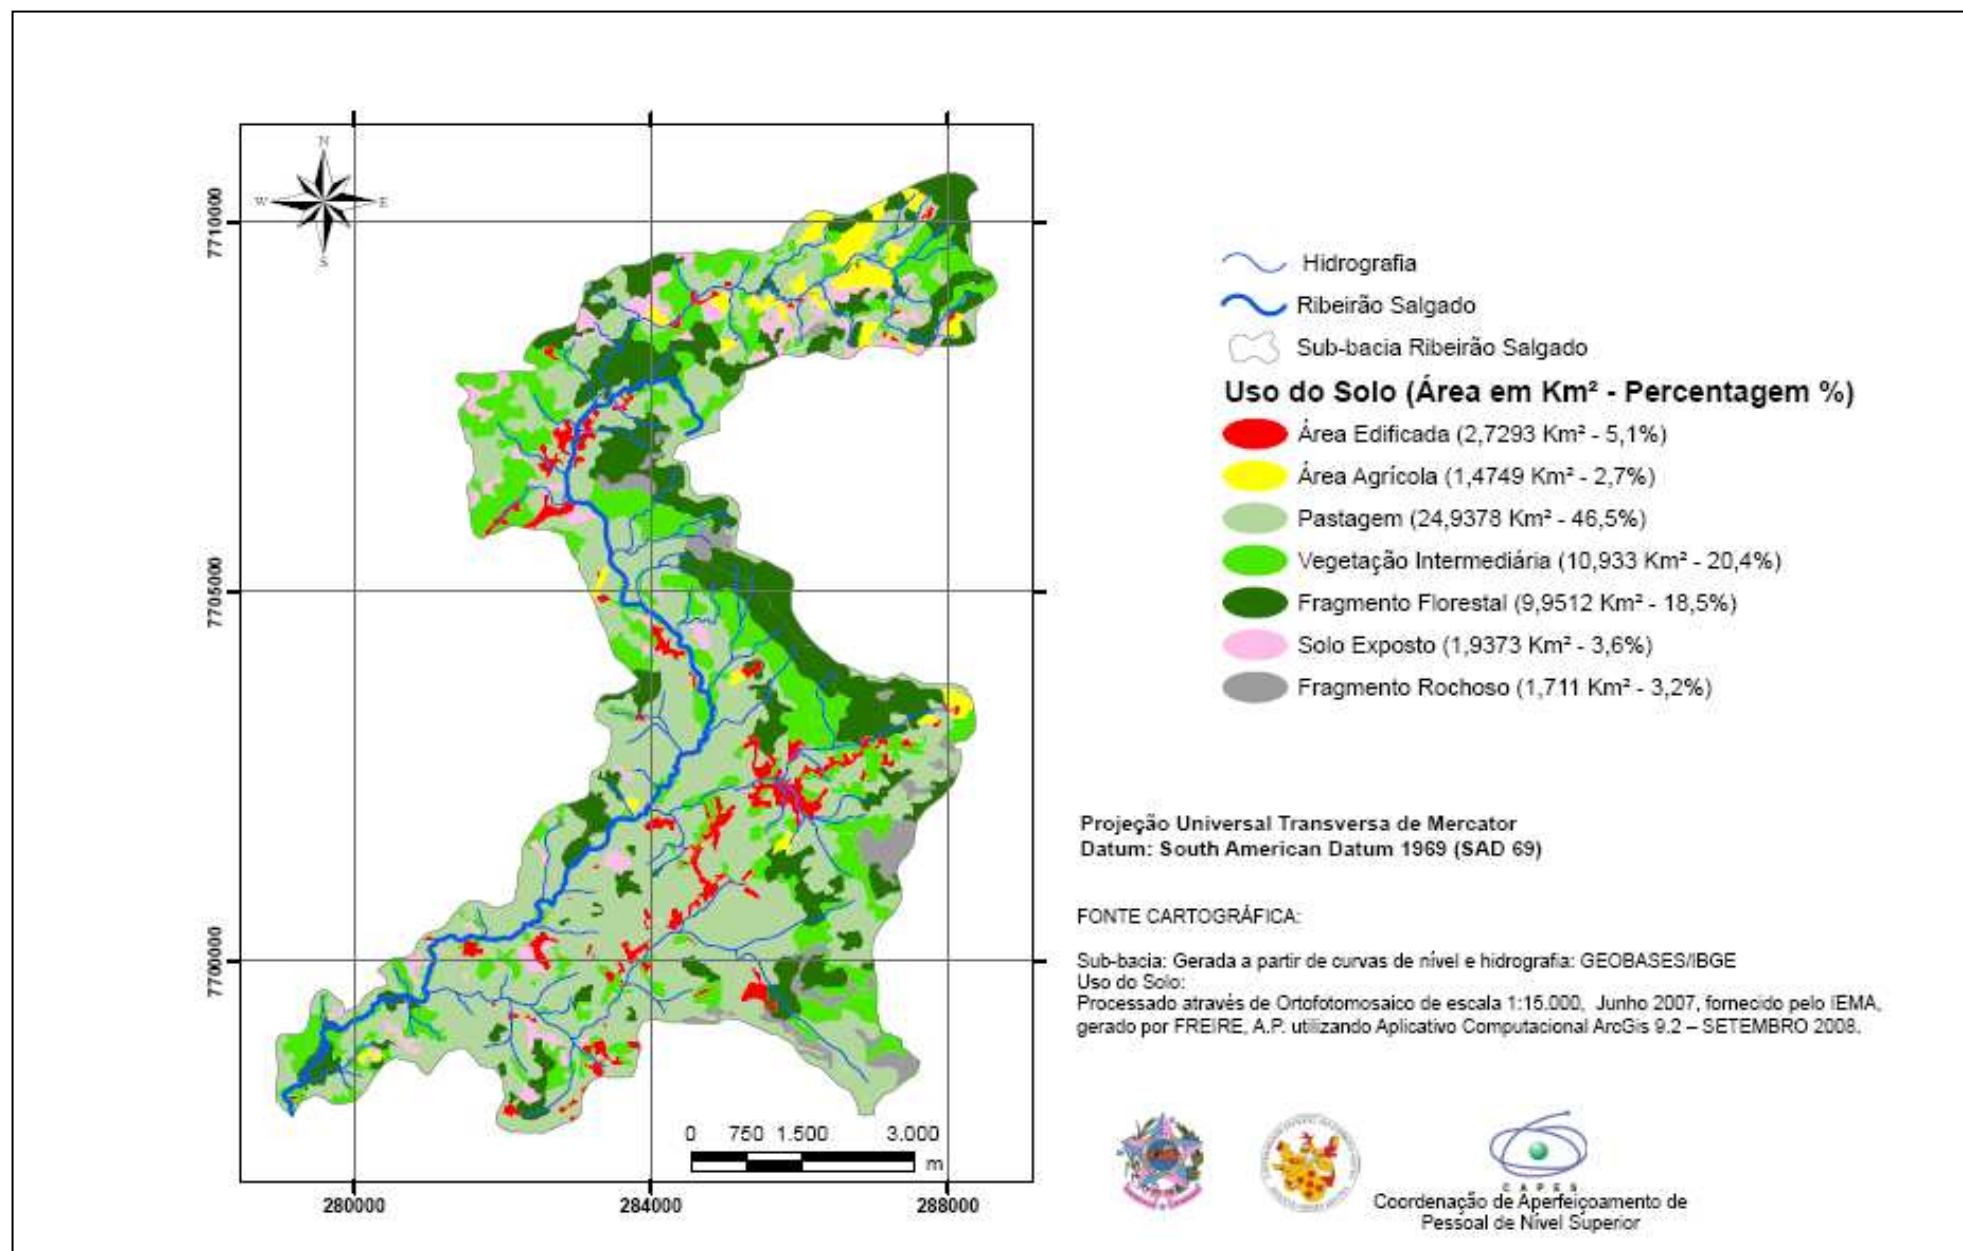 N
W
E
S
7710000
7705000
7700000
280000
284000
288000
0 750 1.500 3.000
m
Hidrografia
Ribeirão Salgado
Sub-bacia Ribeirão Salgado
Uso do Solo (Área em Km² - Percentagem %)
Área Edificada (2,7293 Km² - 5,1%)
Área Agrícola (1,4749 Km² - 2,7%)
Pastagem (24,9378 Km² - 46,5%)
Vegetação Intermediária (10,933 Km² - 20,4%)
Fragmento Florestal (9,9512 Km² - 18,5%)
Solo Exposto (1,9373 Km² - 3,6%)
Fragmento Rochoso (1,711 Km² - 3,2%)
Projeção Universal Transversa de Mercator
Datum: South American Datum 1969 (SAD 69)
FONTE CARTOGRÁFICA:
Sub-bacia: Gerada a partir de curvas de nível e hidrografia: GEOBASES/IBGE
Uso do Solo:
Processado através de Ortofotomosaico de escala 1:15.000, Junho 2007, fornecido pelo IEMA,
gerado por FREIRE, A.P. utilizando Aplicativo Computacional ArcGis 9.2 – SETEMBRO 2008.
CAPES
Coordenação de Aperfeiçoamento de
Pessoal de Nível Superior